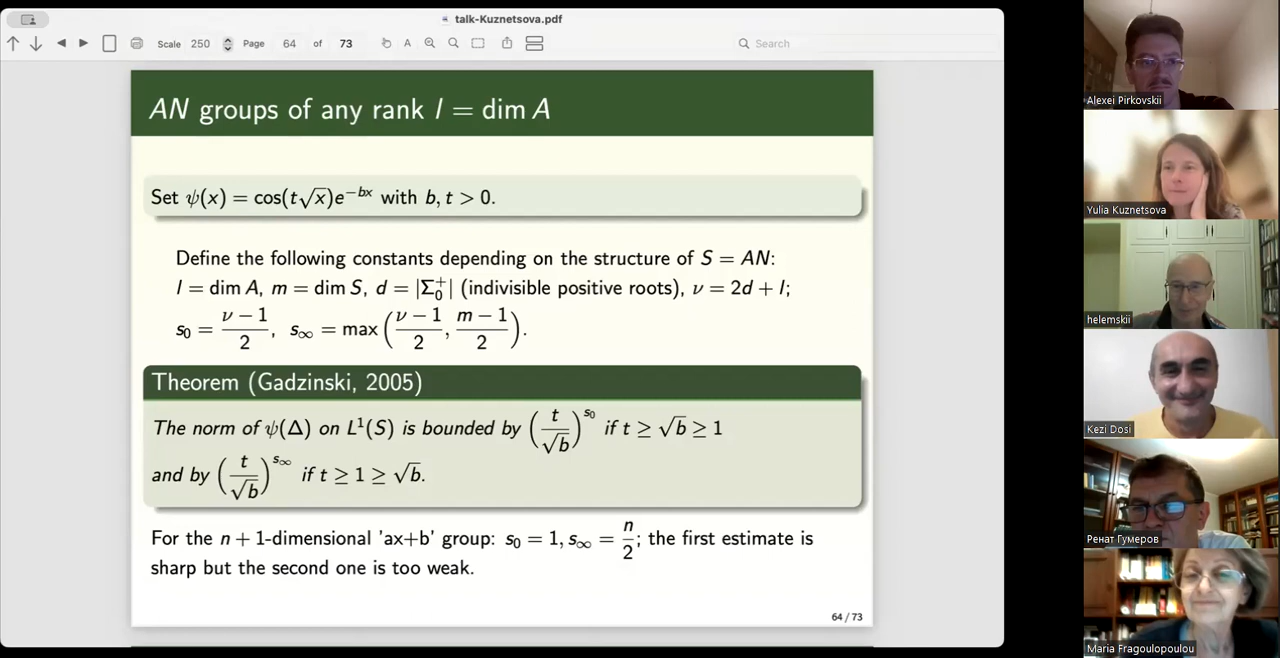 talk-Kuznetsova.pdf
Scale 250 Page 64 of 73 A Search
AN groups of any rank l = dim A
Set ψ(x) = cos(t√x)e^{−bx} with b, t > 0.
Define the following constants depending on the structure of S = AN:
l = dim A, m = dim S, d = |Σ₀⁺| (indivisible positive roots), ν = 2d + l;
s₀ = (ν − 1)/2, s∞ = max((ν − 1)/2, (m − 1)/2).
Theorem (Gadzinski, 2005)
The norm of ψ(Δ) on L¹(S) is bounded by (t/√b)^{s₀} if t ≥ √b ≥ 1
and by (t/√b)^{s∞} if t ≥ 1 ≥ √b.
For the n + 1-dimensional 'ax+b' group: s₀ = 1, s∞ = n/2; the first estimate is
sharp but the second one is too weak.
64 / 73
Alexei Pirkovskii
Yulia Kuznetsova
helemskii
Kezi Dosi
Ренат Гумеров
Maria Fragoulopoulou